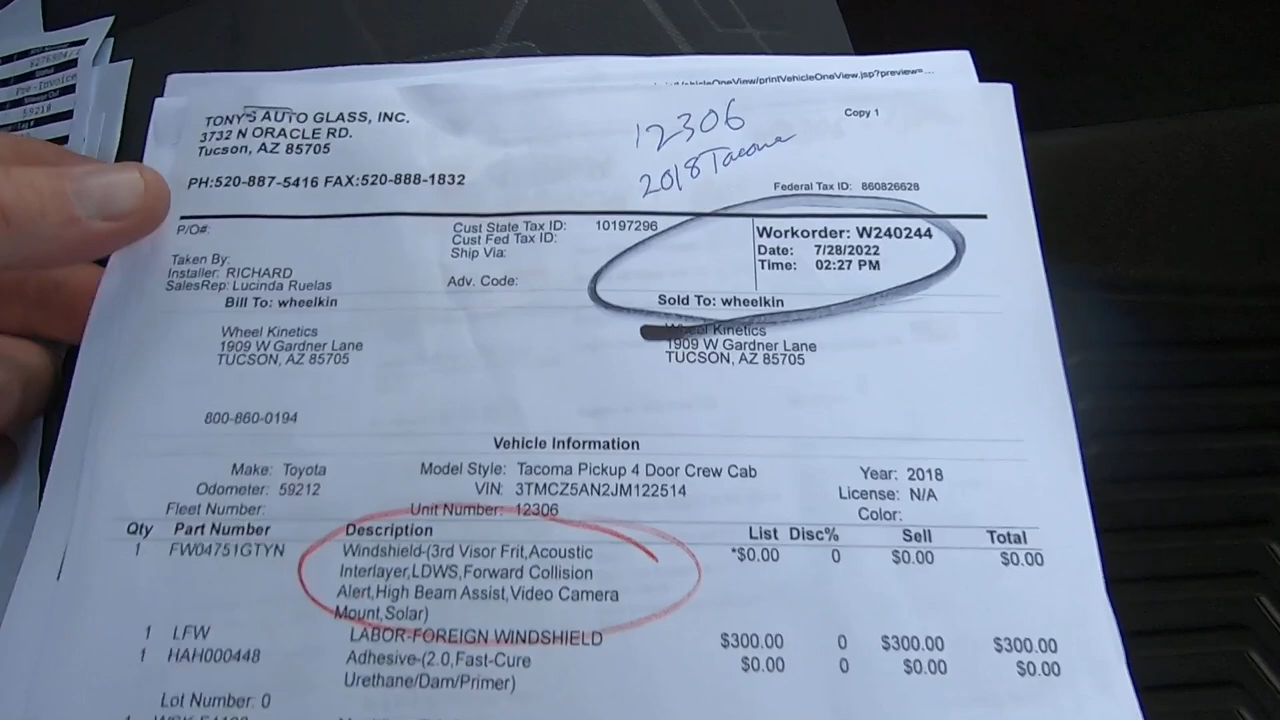 Pre-Invoice
59218
/vehicleOneView/printVehicleOneView.jsp?preview=...
TONY'S AUTO GLASS, INC.
3732 N ORACLE RD.
Tucson, AZ 85705
PH:520-887-5416 FAX:520-888-1832
12306
2018 Tacoma
Copy 1
Federal Tax ID: 860826628
P/O#:
Cust State Tax ID: 10197296
Cust Fed Tax ID:
Ship Via:
Workorder: W240244
Date: 7/28/2022
Time: 02:27 PM
Taken By:
Installer: RICHARD
SalesRep: Lucinda Ruelas
Adv. Code:
Bill To: wheelkin
Sold To: wheelkin
Wheel Kinetics
1909 W Gardner Lane
TUCSON, AZ 85705
Wheel Kinetics
1909 W Gardner Lane
TUCSON, AZ 85705
800-860-0194
Vehicle Information
Make: Toyota Model Style: Tacoma Pickup 4 Door Crew Cab Year: 2018
Odometer: 59212 VIN: 3TMCZ5AN2JM122514 License: N/A
Fleet Number: Unit Number: 12306 Color:
Qty Part Number Description List Disc% Sell Total
1 FW04751GTYN Windshield-(3rd Visor Frit,Acoustic *$0.00 0 $0.00 $0.00
Interlayer,LDWS,Forward Collision
Alert,High Beam Assist,Video Camera
Mount,Solar)
1 LFW LABOR-FOREIGN WINDSHIELD $300.00 0 $300.00 $300.00
1 HAH000448 Adhesive-(2.0,Fast-Cure $0.00 0 $0.00 $0.00
Urethane/Dam/Primer)
Lot Number: 0